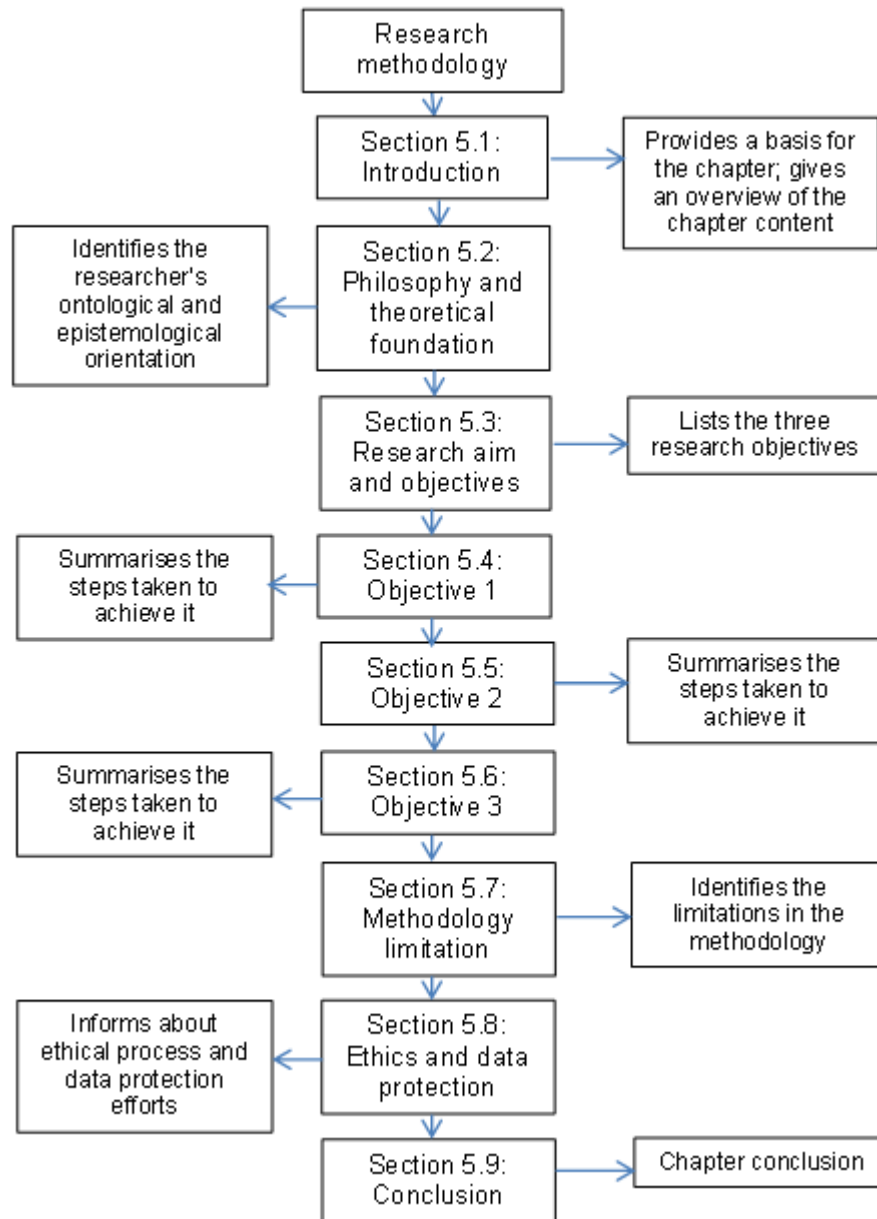 Research
methodology
Section 5.1:
Introduction
Provides a basis for
the chapter; gives
an overview of the
chapter content
Section 5.2:
Philosophy and
theoretical
foundation
Identifies the
researcher's
ontological and
epistemological
orientation
Section 5.3:
Research aim
and objectives
Lists the three
research objectives
Section 5.4:
Objective 1
Summarises the
steps taken to
achieve it
Section 5.5:
Objective 2
Summarises the
steps taken to
achieve it
Section 5.6:
Objective 3
Summarises the
steps taken to
achieve it
Section 5.7:
Methodology
limitation
Identifies the
limitations in the
methodology
Section 5.8:
Ethics and data
protection
Informs about
ethical process and
data protection
efforts
Section 5.9:
Conclusion
Chapter conclusion